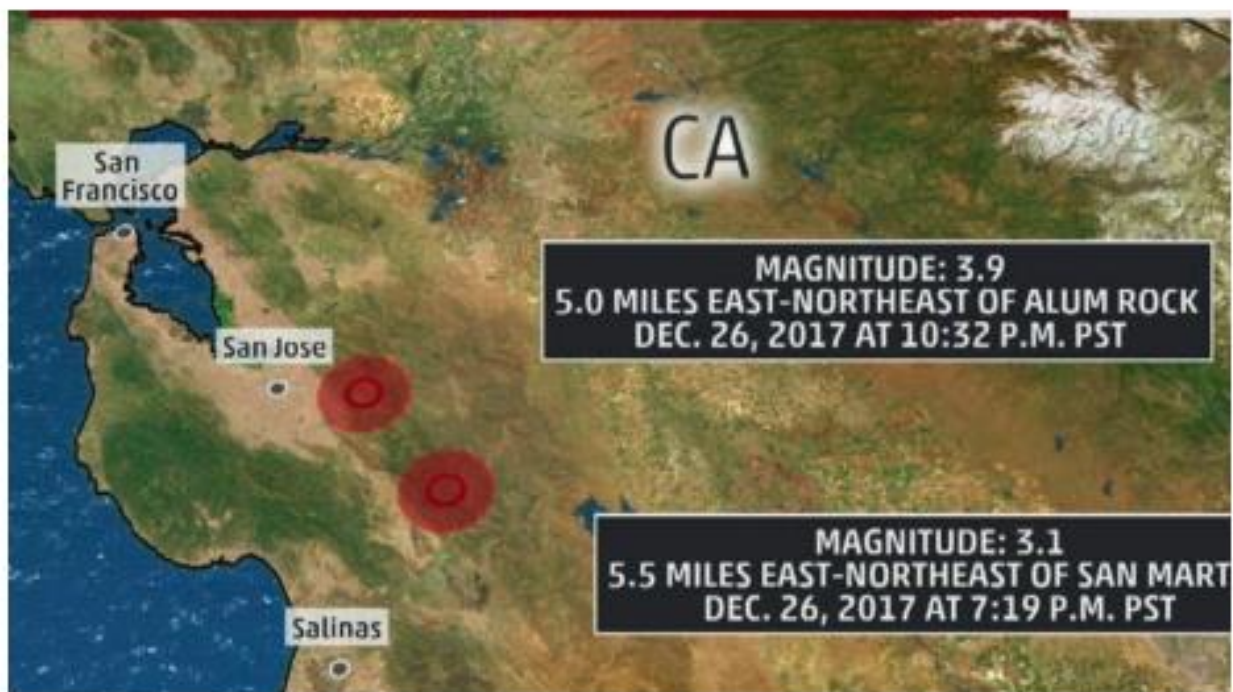 CA
San
Francisco
MAGNITUDE: 3.9
5.0 MILES EAST-NORTHEAST OF ALUM ROCK
DEC. 26, 2017 AT 10:32 P.M. PST
San Jose
MAGNITUDE: 3.1
5.5 MILES EAST-NORTHEAST OF SAN MART
DEC. 26, 2017 AT 7:19 P.M. PST
Salinas